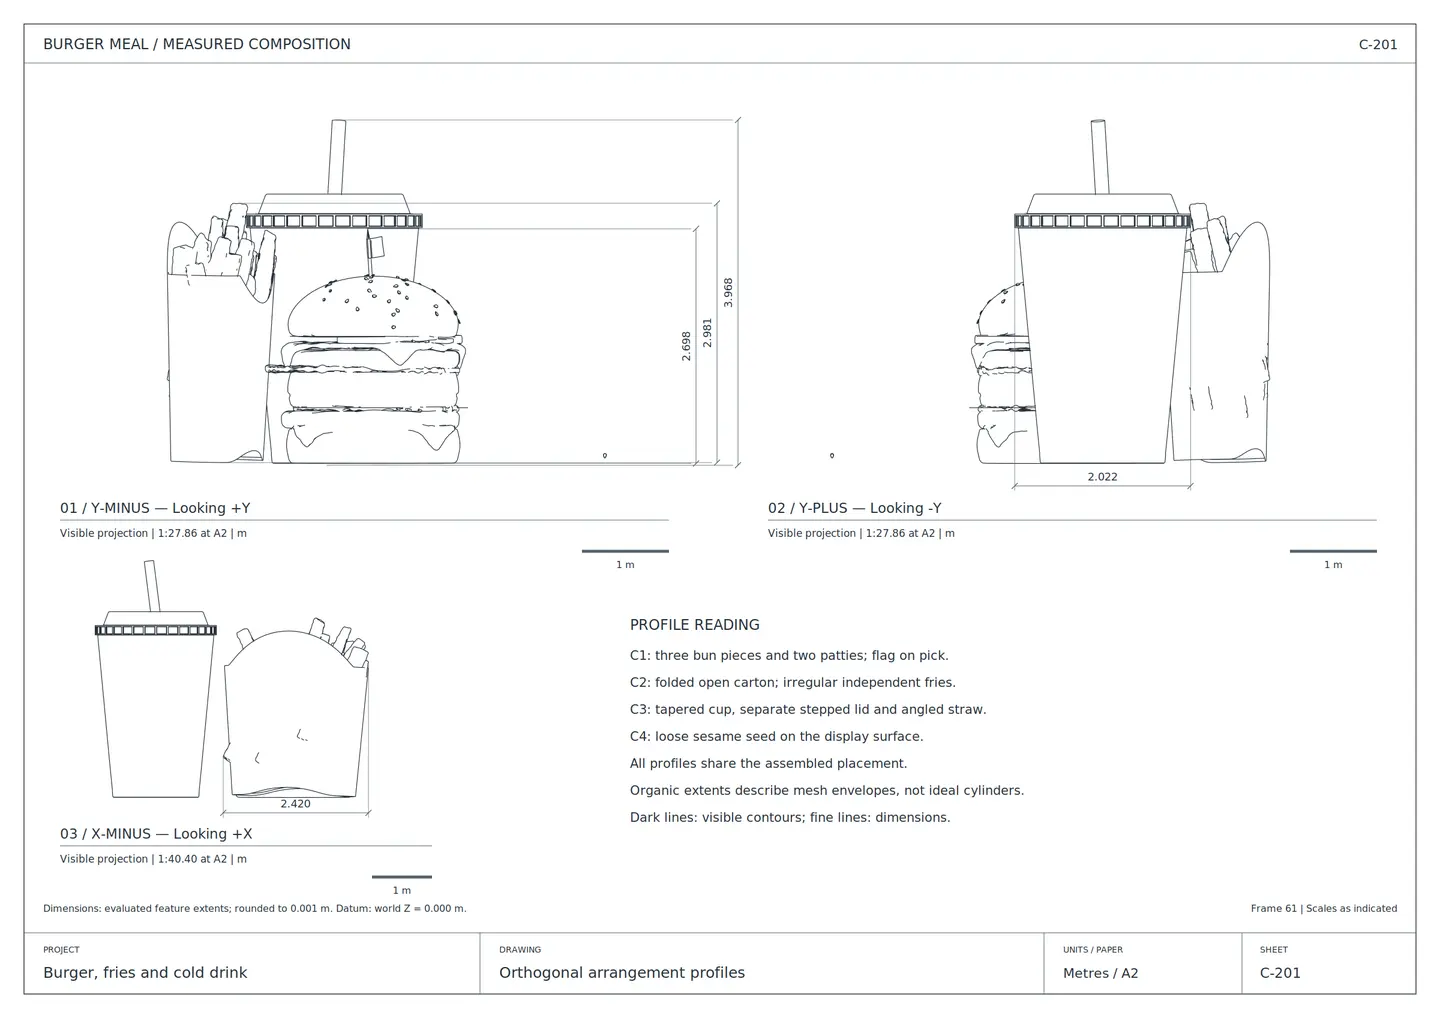 BURGER MEAL / MEASURED COMPOSITION
C-201
3.968
2.981
2.698
2.022
01 / Y-MINUS — Looking +Y
Visible projection | 1:27.86 at A2 | m
1 m
02 / Y-PLUS — Looking -Y
Visible projection | 1:27.86 at A2 | m
1 m
2.420
03 / X-MINUS — Looking +X
Visible projection | 1:40.40 at A2 | m
1 m
PROFILE READING
C1: three bun pieces and two patties; flag on pick.
C2: folded open carton; irregular independent fries.
C3: tapered cup, separate stepped lid and angled straw.
C4: loose sesame seed on the display surface.
All profiles share the assembled placement.
Organic extents describe mesh envelopes, not ideal cylinders.
Dark lines: visible contours; fine lines: dimensions.
Dimensions: evaluated feature extents; rounded to 0.001 m. Datum: world Z = 0.000 m.
Frame 61 | Scales as indicated
PROJECT
Burger, fries and cold drink
DRAWING
Orthogonal arrangement profiles
UNITS / PAPER
Metres / A2
SHEET
C-201